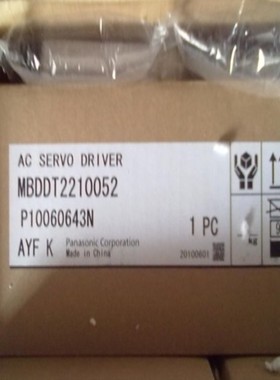 AC SERVO DRIVER
MBDDT2210052
P10060643N
1 PC
AYF K
Panasonic Corporation
Made in China
20100601